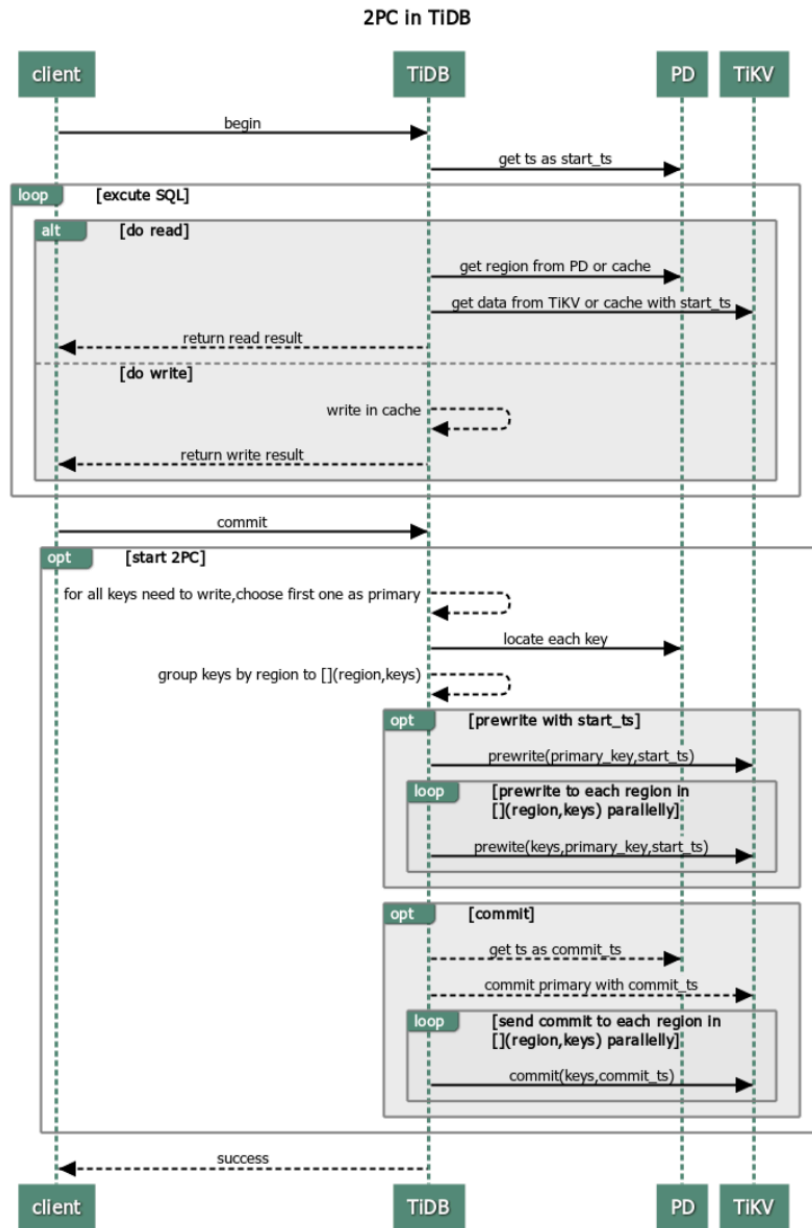 2PC in TiDB
client
TiDB
PD
TiKV
begin
get ts as start_ts
loop
[excute SQL]
alt
[do read]
get region from PD or cache
get data from TiKV or cache with start_ts
return read result
[do write]
write in cache
return write result
commit
opt
[start 2PC]
for all keys need to write,choose first one as primary
locate each key
group keys by region to [](region,keys)
opt
[prewrite with start_ts]
prewrite(primary_key,start_ts)
loop
[prewrite to each region in
[](region,keys) parallelly]
prewite(keys,primary_key,start_ts)
opt
[commit]
get ts as commit_ts
commit primary with commit_ts
loop
[send commit to each region in
[](region,keys) parallelly]
commit(keys,commit_ts)
success
client
TiDB
PD
TiKV